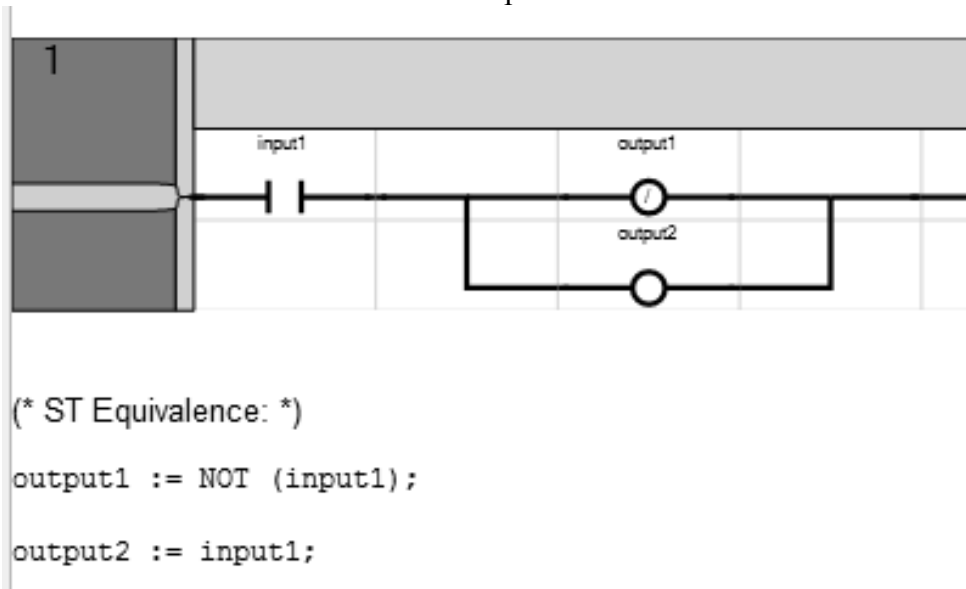 1
input1
output1
/
output2
(* ST Equivalence: *)
output1 := NOT (input1);
output2 := input1;